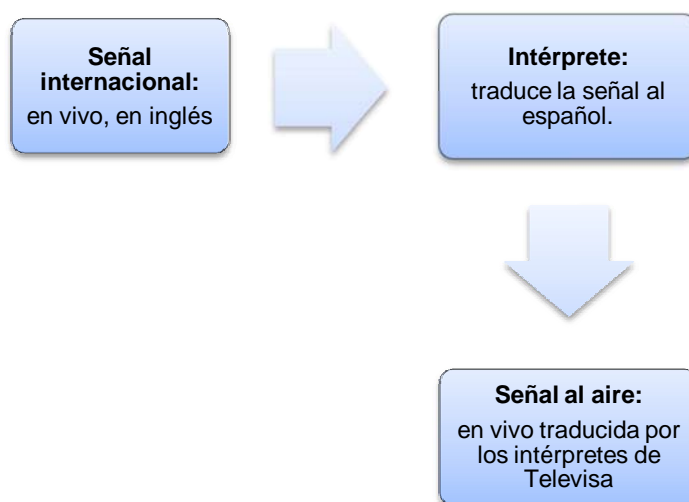 Señal
internacional:
en vivo, en inglés
Intérprete:
traduce la señal al
español.
Señal al aire:
en vivo traducida por
los intérpretes de
Televisa